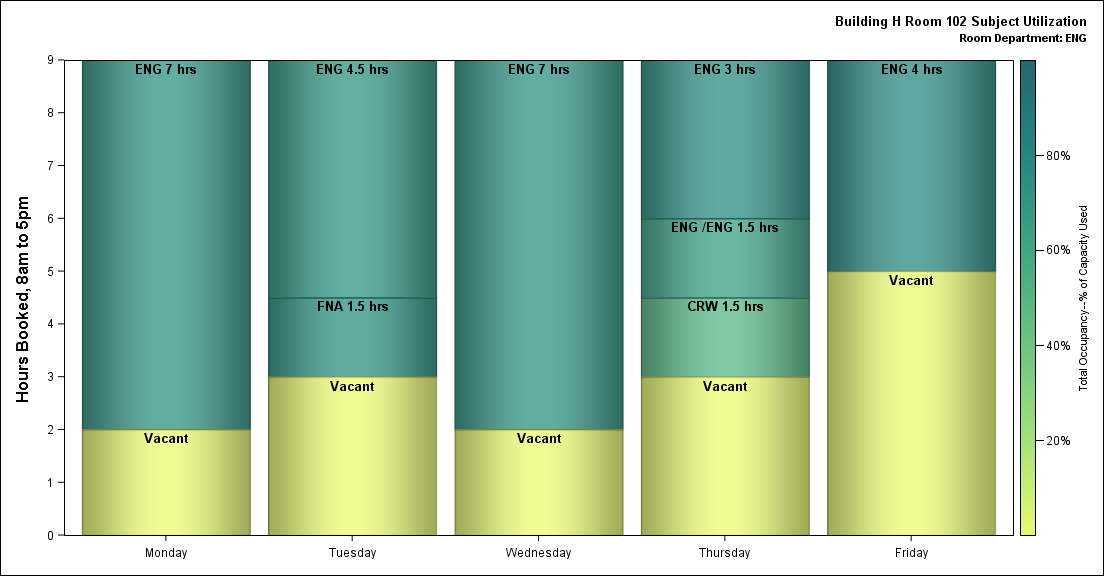 Building H Room 102 Subject Utilization
Room Department: ENG
Hours Booked, 8am to 5pm
9
8
7
6
5
4
3
2
1
0
ENG 7 hrs
Vacant
ENG 4.5 hrs
FNA 1.5 hrs
Vacant
ENG 7 hrs
Vacant
ENG 3 hrs
ENG /ENG 1.5 hrs
CRW 1.5 hrs
Vacant
ENG 4 hrs
Vacant
Monday
Tuesday
Wednesday
Thursday
Friday
80%
60%
40%
20%
Total Occupancy--% of Capacity Used